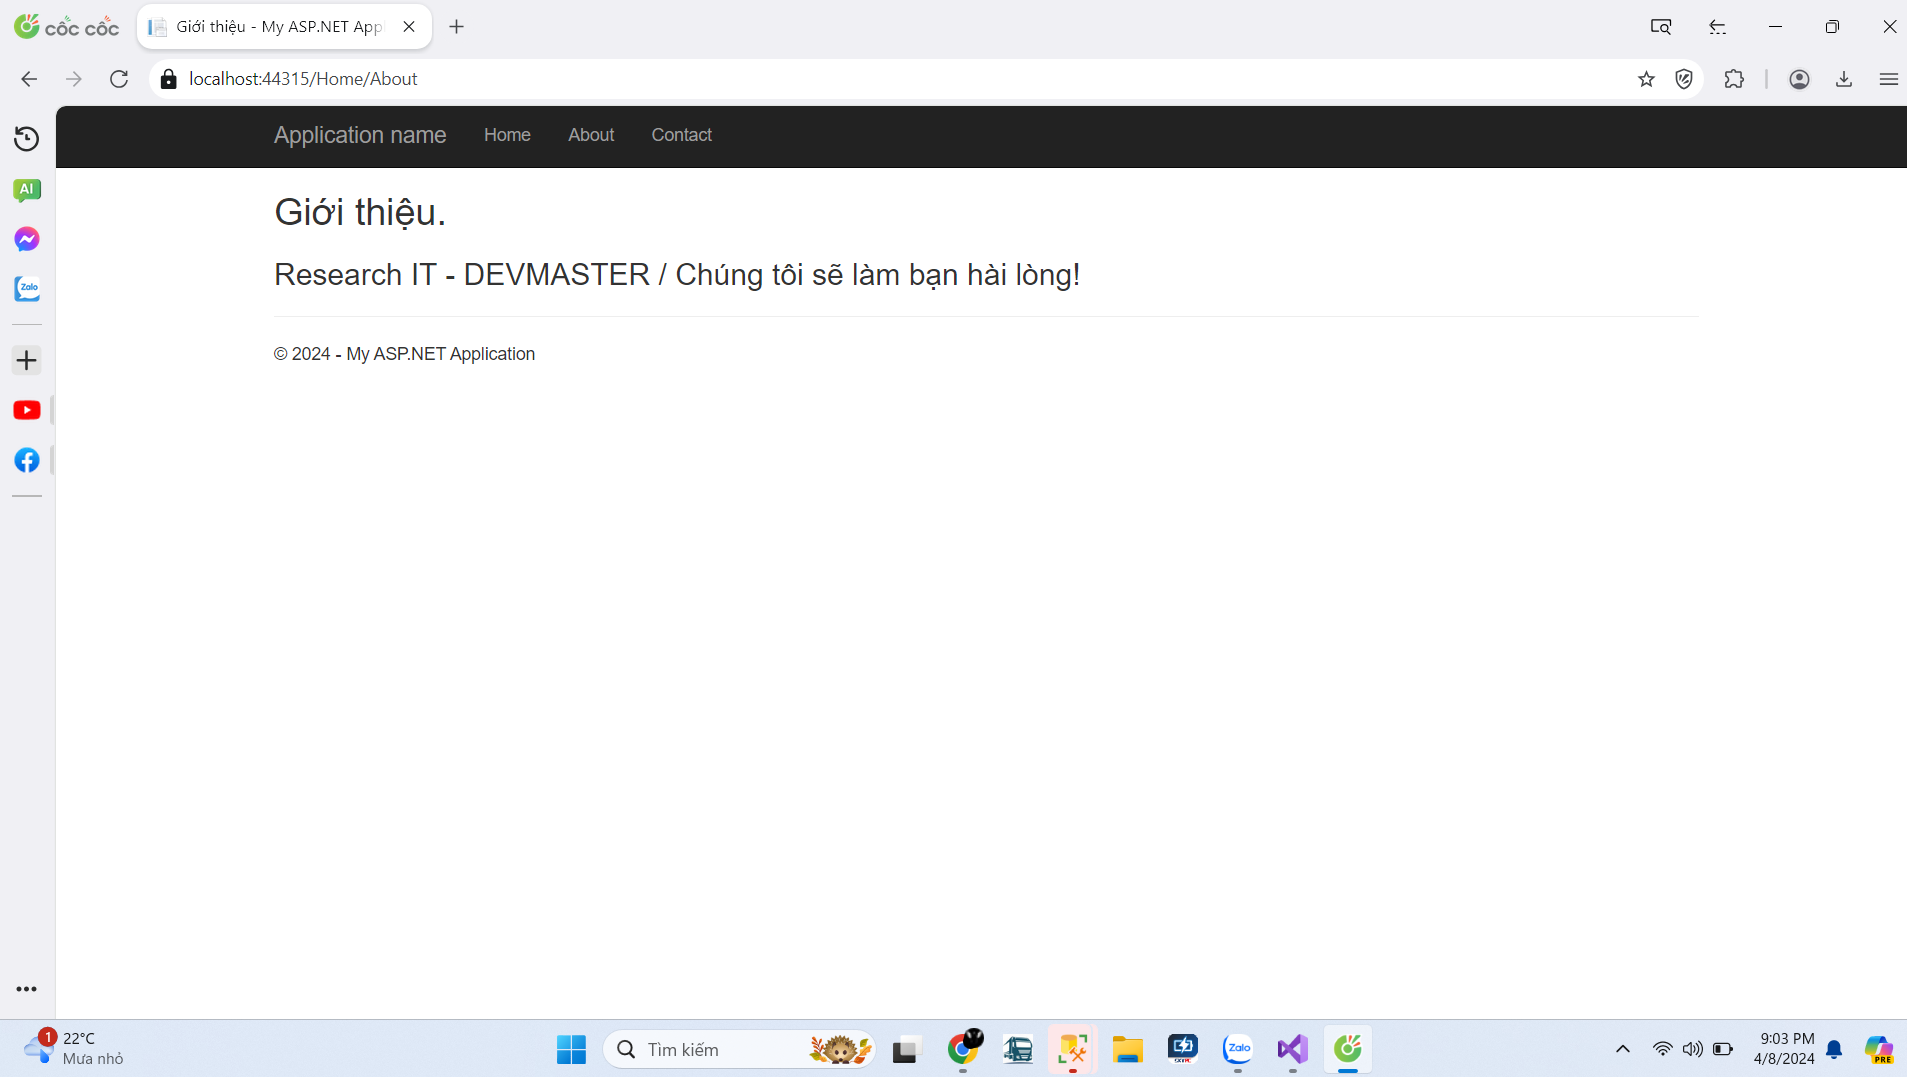 cốc cốc
Giới thiệu - My ASP.NET App
localhost:44315/Home/About
Application name Home About Contact
AI
Giới thiệu.
Research IT - DEVMASTER / Chúng tôi sẽ làm bạn hài lòng!
Zalo
© 2024 - My ASP.NET Application
1
22°C
Mưa nhỏ
Tìm kiếm
Zalo
9:03 PM
4/8/2024
PRE